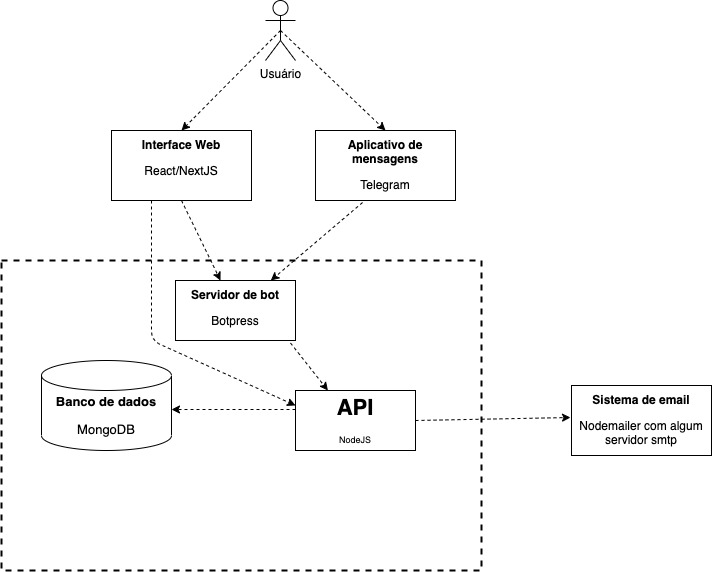 Usuário
Interface Web
React/NextJS
Aplicativo de
mensagens
Telegram
Servidor de bot
Botpress
Banco de dados
MongoDB
API
NodeJS
Sistema de email
Nodemailer com algum
servidor smtp